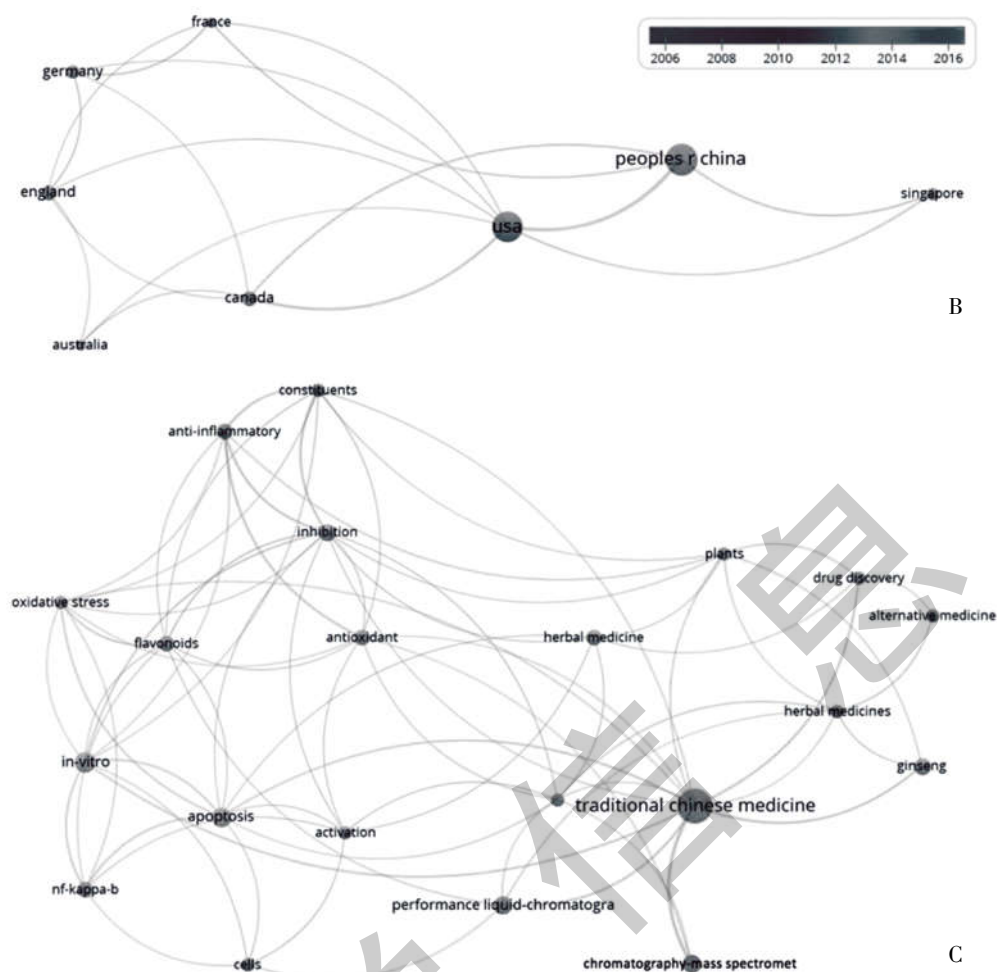 france
germany
2006 2008 2010 2012 2014 2016
peoples r china
england
singapore
usa
canada
B
australia
constituents
anti-inflammatory
inhibition
plants
drug discovery
oxidative stress
alternative medicine
flavonoids
antioxidant
herbal medicine
herbal medicines
in-vitro
ginseng
traditional chinese medicine
apoptosis
activation
nf-kappa-b
performance liquid-chromatogra
cells
chromatography-mass spectromet
C
信息